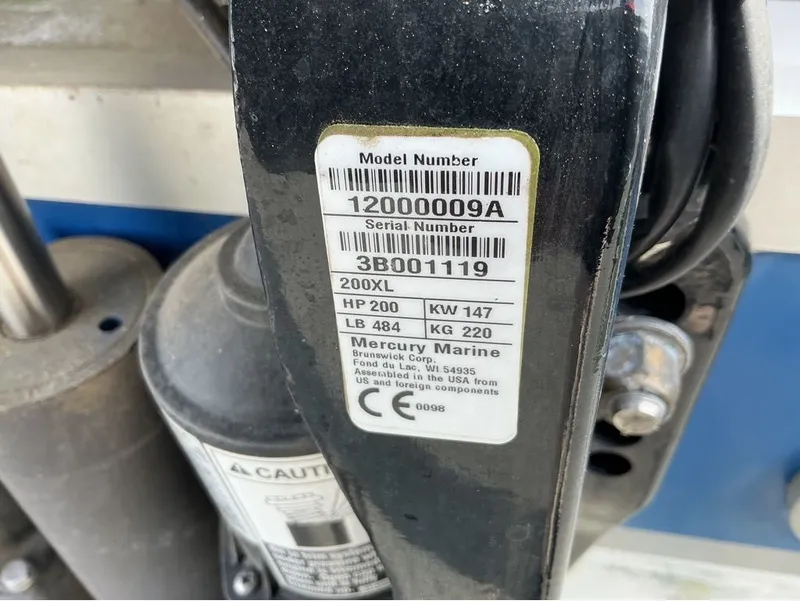 Model Number
12000009A
Serial Number
3B001119
200XL
HP 200 KW 147
LB 484 KG 220
Mercury Marine
Brunswick Corp.
Fond du Lac, WI 54935
Assembled in the USA from
US and foreign components
CE 0098
CAUTI